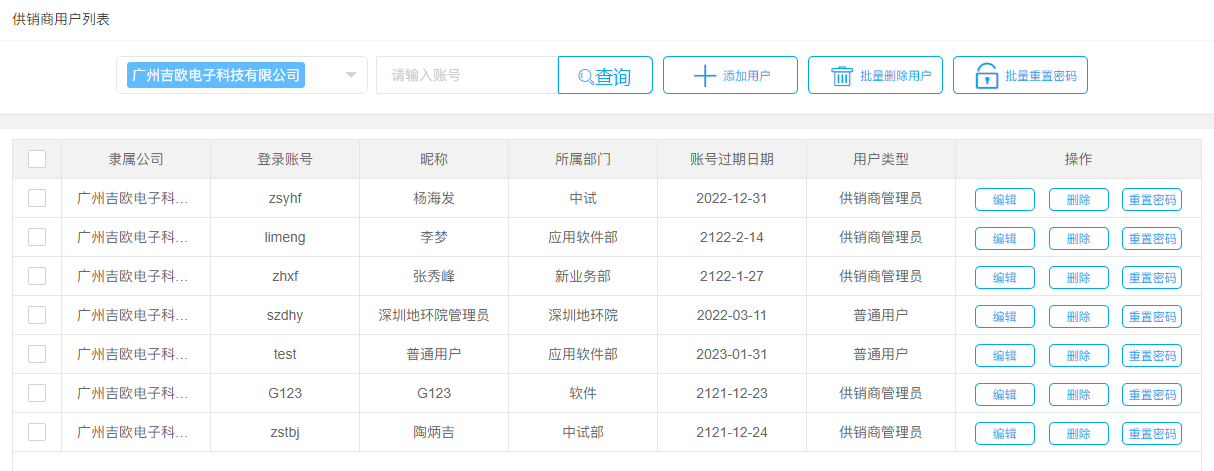 供销商用户列表
广州吉欧电子科技有限公司 请输入账号 查询 添加用户 批量删除用户 批量重置密码
隶属公司 登录账号 昵称 所属部门 账号过期日期 用户类型 操作
广州吉欧电子科... zsyhf 杨海发 中试 2022-12-31 供销商管理员 编辑 删除 重置密码
广州吉欧电子科... limeng 李梦 应用软件部 2122-2-14 供销商管理员 编辑 删除 重置密码
广州吉欧电子科... zhxf 张秀峰 新业务部 2122-1-27 供销商管理员 编辑 删除 重置密码
广州吉欧电子科... szdhy 深圳地环院管理员 深圳地环院 2022-03-11 普通用户 编辑 删除 重置密码
广州吉欧电子科... test 普通用户 应用软件部 2023-01-31 普通用户 编辑 删除 重置密码
广州吉欧电子科... G123 G123 软件 2121-12-23 供销商管理员 编辑 删除 重置密码
广州吉欧电子科... zstbj 陶炳吉 中试部 2121-12-24 供销商管理员 编辑 删除 重置密码